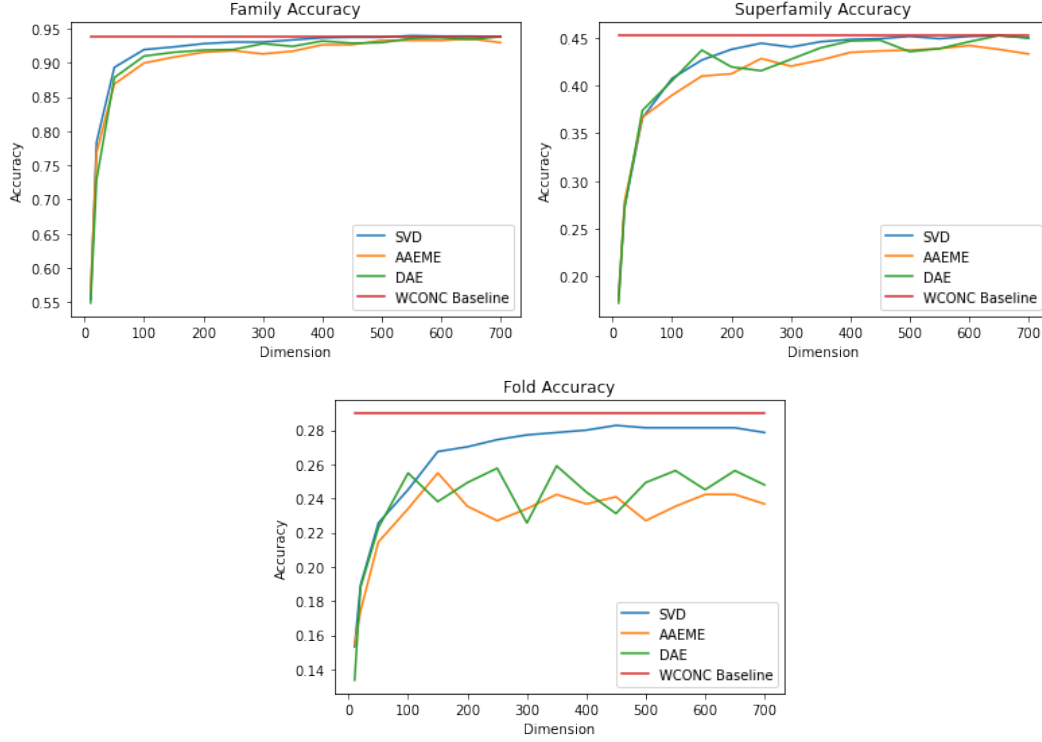 Family Accuracy
0.95
0.90
0.85
0.80
0.75
0.70
0.65
0.60
0.55
Accuracy
0 100 200 300 400 500 600 700
Dimension
SVD
AAEME
DAE
WCONC Baseline
Superfamily Accuracy
0.45
0.40
0.35
0.30
0.25
0.20
Accuracy
0 100 200 300 400 500 600 700
Dimension
SVD
AAEME
DAE
WCONC Baseline
Fold Accuracy
0.28
0.26
0.24
0.22
0.20
0.18
0.16
0.14
Accuracy
0 100 200 300 400 500 600 700
Dimension
SVD
AAEME
DAE
WCONC Baseline